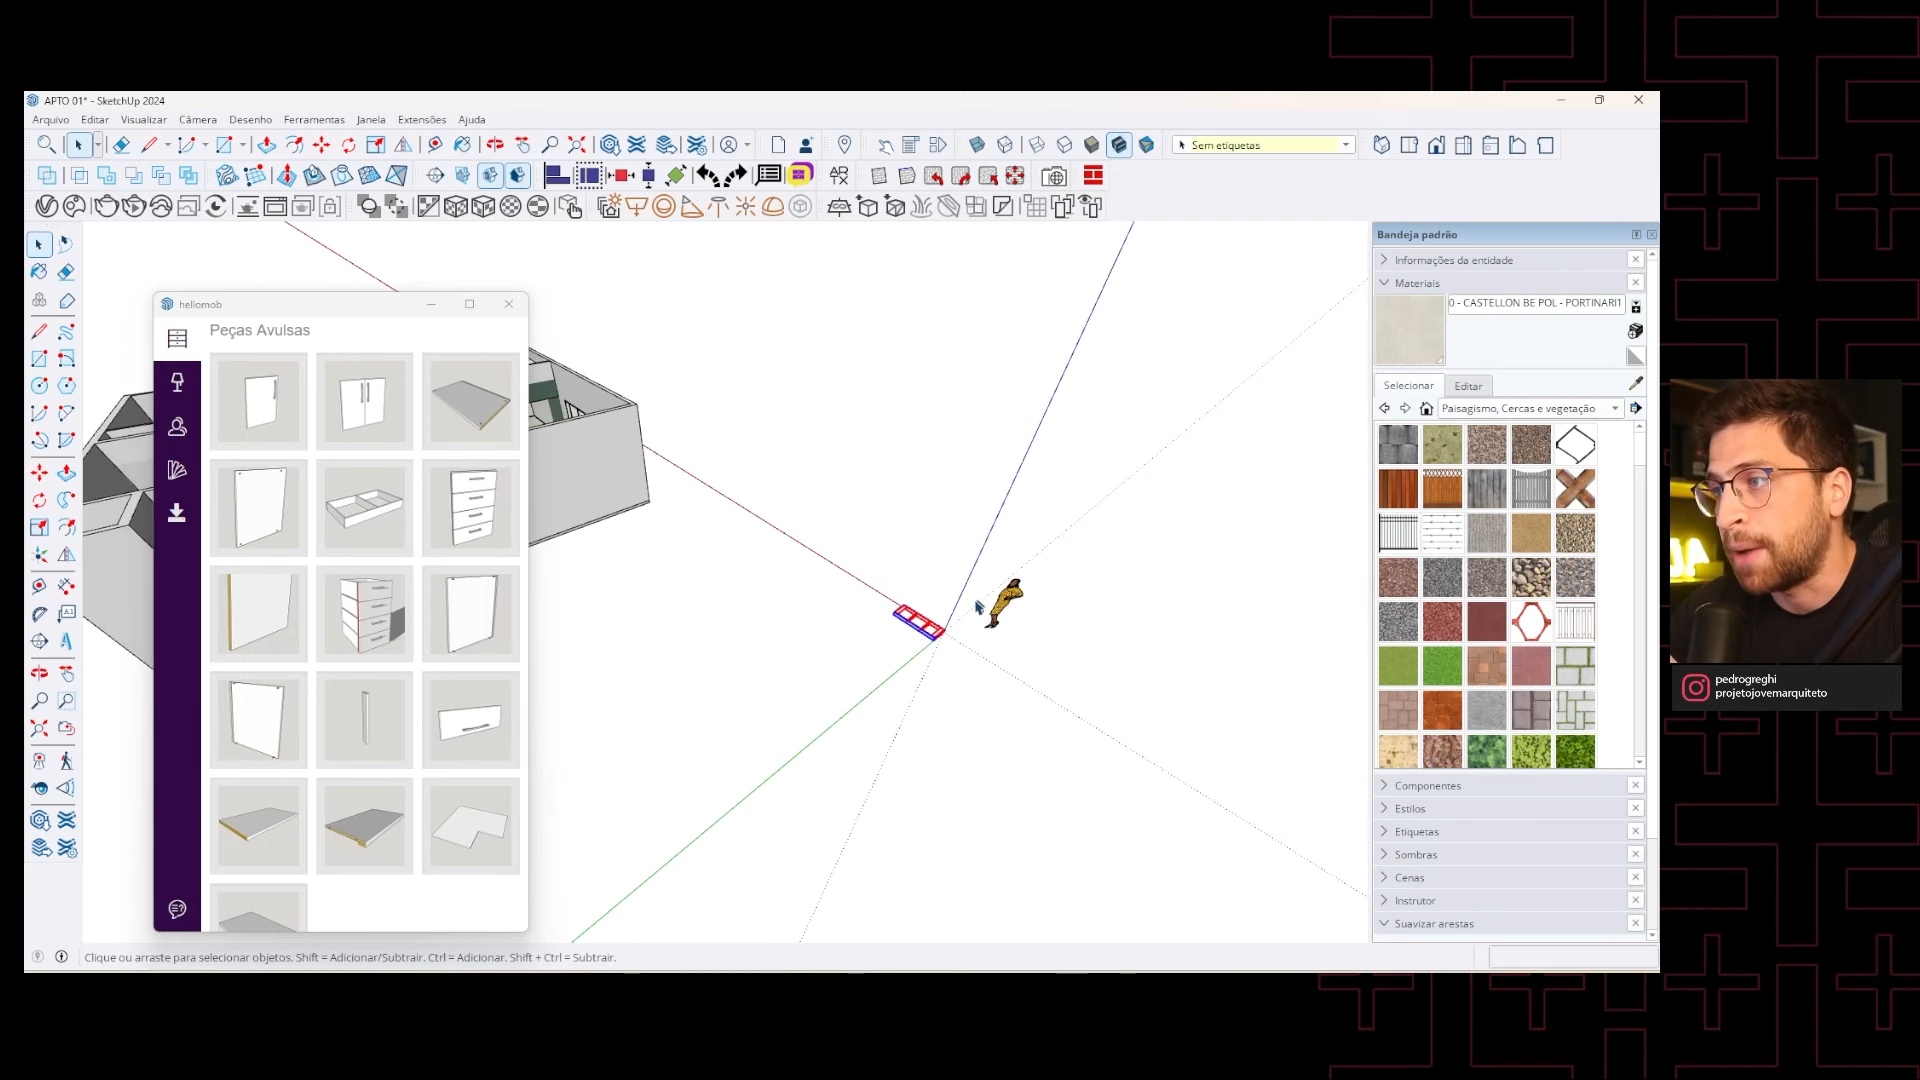 APTO 01* - SketchUp 2024
Arquivo Editar Visualizar Câmera Desenho Ferramentas Janela Extensões Ajuda
Sem etiquetas
AR
Bandeja padrão
Informações da entidade
Materiais
0 - CASTELLON BE POL - PORTINARI1
Selecionar Editar
Paisagismo, Cercas e vegetação
hellomob
Peças Avulsas
Componentes
Estilos
Etiquetas
Sombras
Cenas
Instrutor
Suavizar arestas
Clique ou arraste para selecionar objetos. Shift = Adicionar/Subtrair. Ctrl = Adicionar. Shift + Ctrl = Subtrair.
pedrogreghi
projetojovemarquiteto